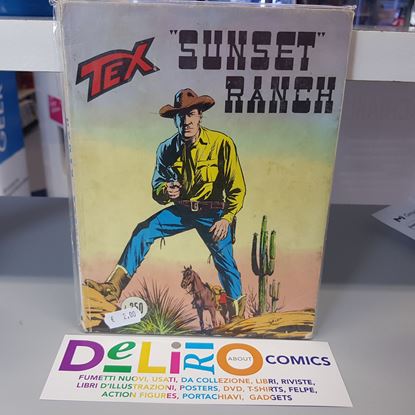 TEX
"SUNSET"
RANCH
250
€ 2,00
DeLiRiO
ABOUT
COMICS
FUMETTI NUOVI, USATI, DA COLLEZIONE, LIBRI, RIVISTE,
LIBRI D'ILLUSTRAZIONI, POSTERS, DVD, T-SHIRTS, FELPE,
ACTION FIGURES, PORTACHIAVI, GADGETS